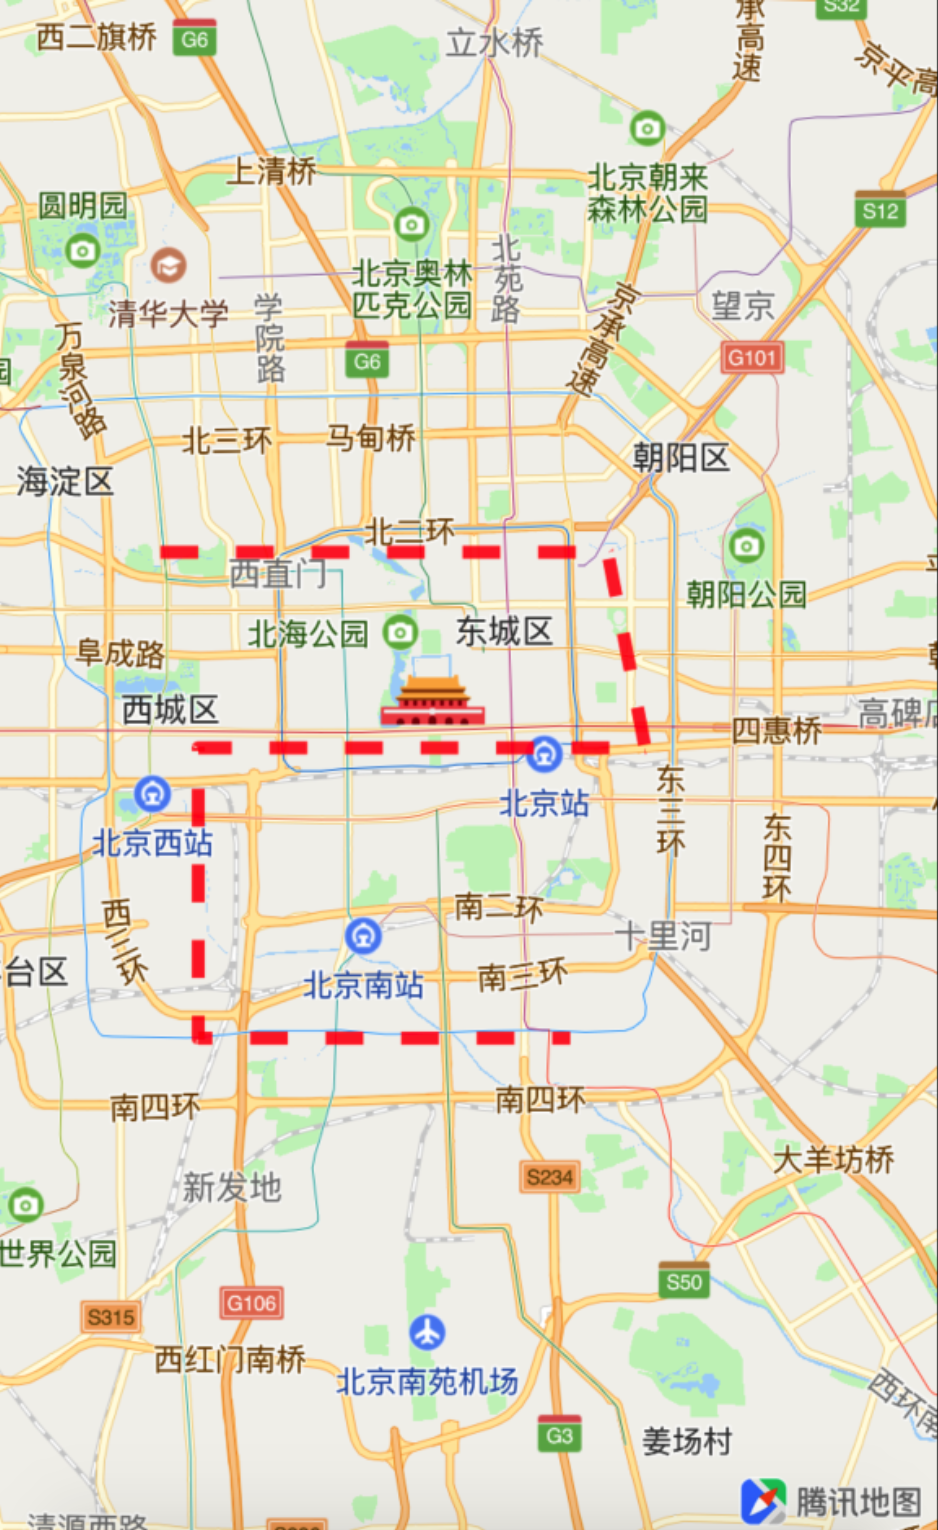 承高速
S32
西二旗桥
G6
立水桥
京平高
上清桥
北京朝来
森林公园
圆明园
S12
清华大学
北京奥林
匹克公园
北苑路
学院路
京承高速
望京
万泉河路
G6
G101
园
北三环
马甸桥
朝阳区
海淀区
北二环
西直门
朝阳公园
北海公园
东城区
阜成路
西城区
四惠桥
高碑店
北京站
东三环
北京西站
东四环
西三环
南二环
十里河
台区
北京南站
南三环
南四环
南四环
大羊坊桥
新发地
S234
世界公园
S50
G106
S315
西红门南桥
北京南苑机场
西环南
G3
姜场村
腾讯地图
清源西路